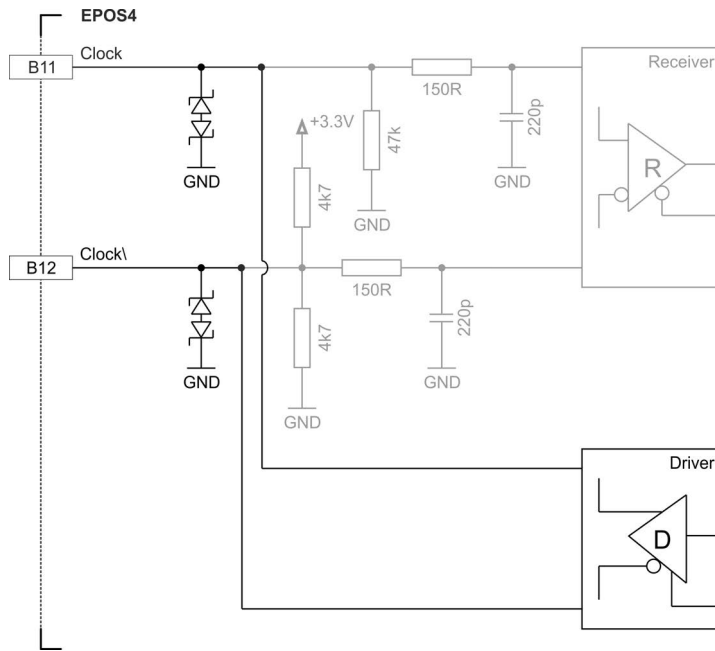 EPOS4
B11
Clock
Receiver
150R
220p
+3.3V
47k
R
GND
4k7
GND
B12
Clock\
150R
220p
4k7
GND
GND
GND
Driver
D